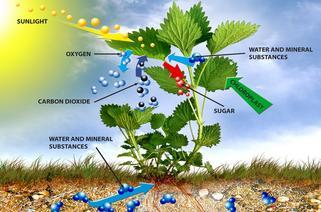 SUNLIGHT
OXYGEN
WATER AND MINERAL
SUBSTANCES
CHLOROPLAST
CARBON DIOXIDE
SUGAR
WATER AND MINERAL
SUBSTANCES